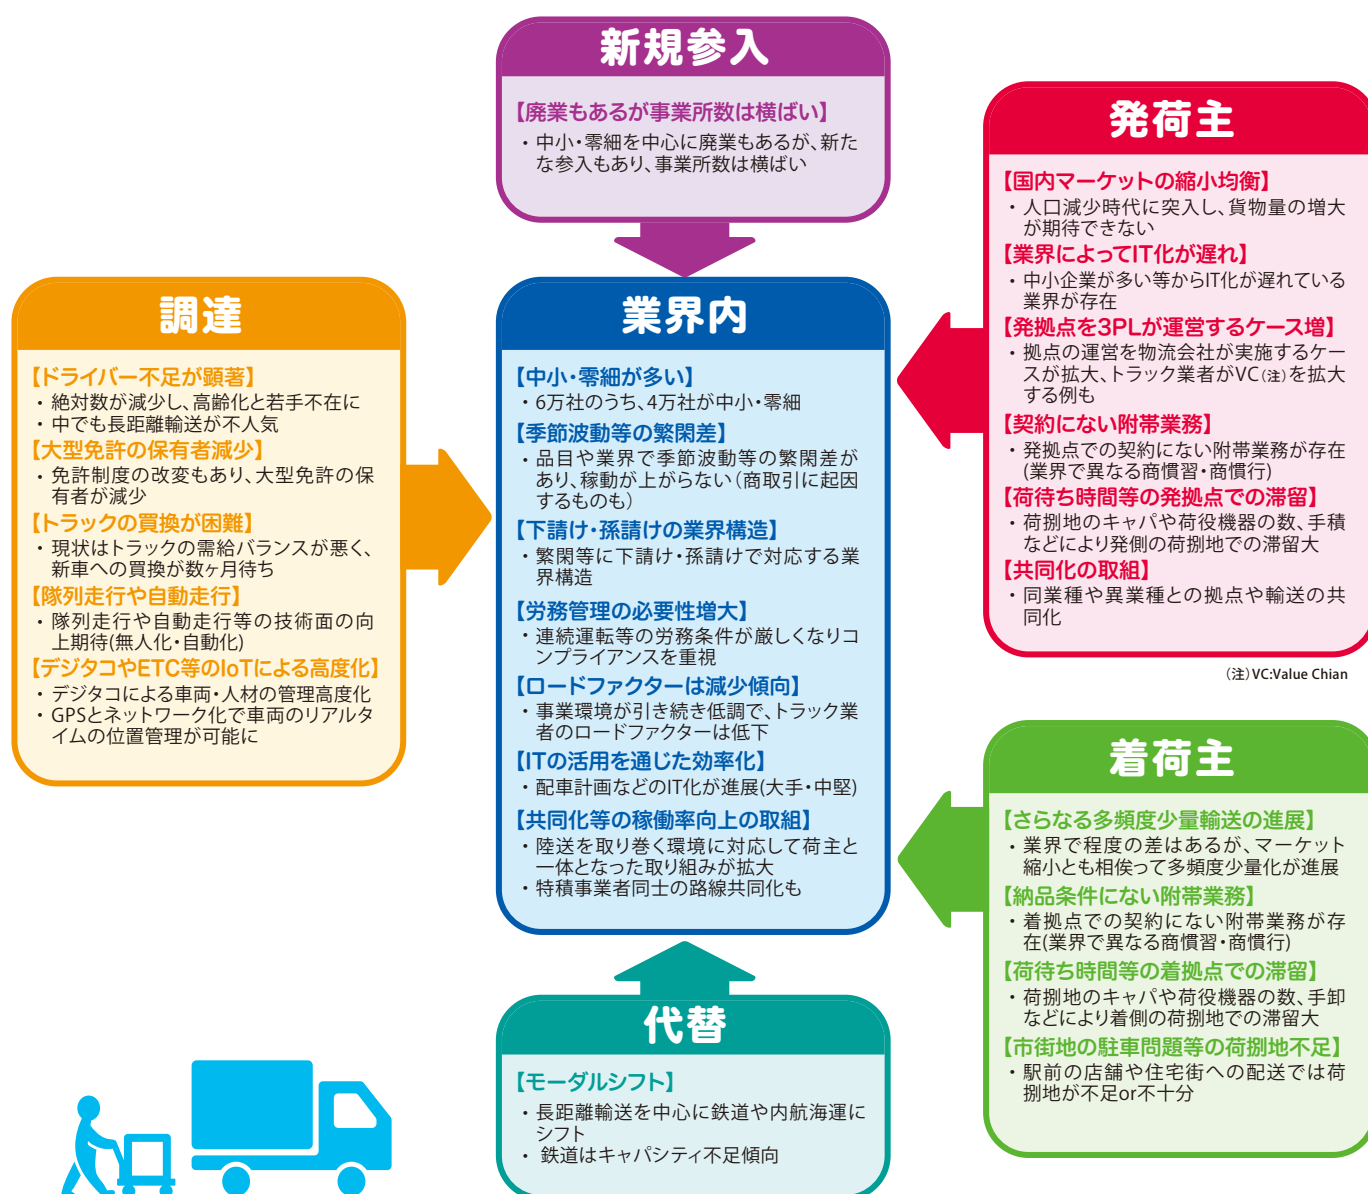 新規参入
【廃業もあるが事業所数は横ばい】
・中小・零細を中心に廃業もあるが、新た
な参入もあり、事業所数は横ばい
調達
【ドライバー不足が顕著】
・絶対数が減少し、高齢化と若手不在に
・中でも長距離輸送が不人気
【大型免許の保有者減少】
・免許制度の改変もあり、大型免許の保
有者が減少
【トラックの買換が困難】
・現状はトラックの需給バランスが悪く、
新車への買換が数ヶ月待ち
【隊列走行や自動走行】
・隊列走行や自動走行等の技術面の向
上期待(無人化・自動化)
【デジタコやETC等のIoTによる高度化】
・デジタコによる車両・人材の管理高度化
・GPSとネットワーク化で車両のリアルタ
イムの位置管理が可能に
業界内
【中小・零細が多い】
・6万社のうち、4万社が中小・零細
【季節波動等の繁閑差】
・品目や業界で季節波動等の繁閑差が
あり、稼動が上がらない（商取引に起因
するものも）
【下請け・孫請けの業界構造】
・繁閑等に下請け・孫請けで対応する業
界構造
【労務管理の必要性増大】
・連続運転等の労務条件が厳しくなりコ
ンプライアンスを重視
【ロードファクターは減少傾向】
・事業環境が引き続き低調で、トラック業
者のロードファクターは低下
【ITの活用を通じた効率化】
・配車計画などのIT化が進展(大手・中堅)
【共同化等の稼働率向上の取組】
・陸送を取り巻く環境に対応して荷主と
一体となった取り組みが拡大
・特積事業者同士の路線共同化も
代替
【モーダルシフト】
・長距離輸送を中心に鉄道や内航海運に
シフト
・ 鉄道はキャパシティ不足傾向
発荷主
【国内マーケットの縮小均衡】
・人口減少時代に突入し、貨物量の増大
が期待できない
【業界によってIT化が遅れ】
・中小企業が多い等からIT化が遅れている
業界が存在
【発拠点を3PLが運営するケース増】
・拠点の運営を物流会社が実施するケー
スが拡大、トラック業者がVC(注)を拡大
する例も
【契約にない附帯業務】
・発拠点での契約にない附帯業務が存在
(業界で異なる商慣習・商慣行)
【荷待ち時間等の発拠点での滞留】
・荷捌地のキャパや荷役機器の数、手積
などにより発側の荷捌地での滞留大
【共同化の取組】
・同業種や異業種との拠点や輸送の共
同化
（注）VC:Value Chian
着荷主
【さらなる多頻度少量輸送の進展】
・業界で程度の差はあるが、マーケット
縮小とも相俟って多頻度少量化が進展
【納品条件にない附帯業務】
・着拠点での契約にない附帯業務が存
在(業界で異なる商慣習・商慣行)
【荷待ち時間等の着拠点での滞留】
・荷捌地のキャパや荷役機器の数、手卸
などにより着側の荷捌地での滞留大
【市街地の駐車問題等の荷捌地不足】
・駅前の店舗や住宅街への配送では荷
捌地が不足or不十分